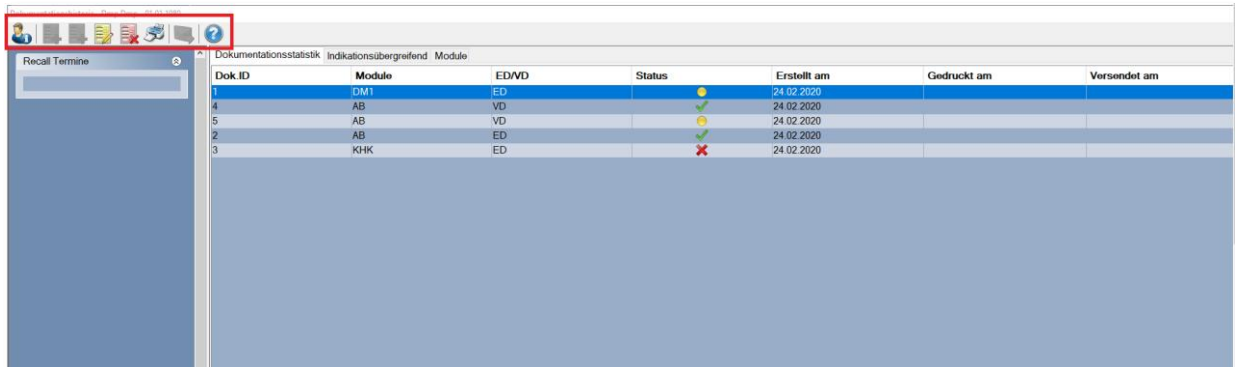 Recall Termine
Dokumentationsstatistik Indikationsübergreifend Module
Dok.ID Module ED/VD Status Erstellt am Gedruckt am Versendet am
1 DM1 ED 24.02.2020
4 AB VD 24.02.2020
5 AB VD 24.02.2020
2 AB ED 24.02.2020
3 KHK ED 24.02.2020